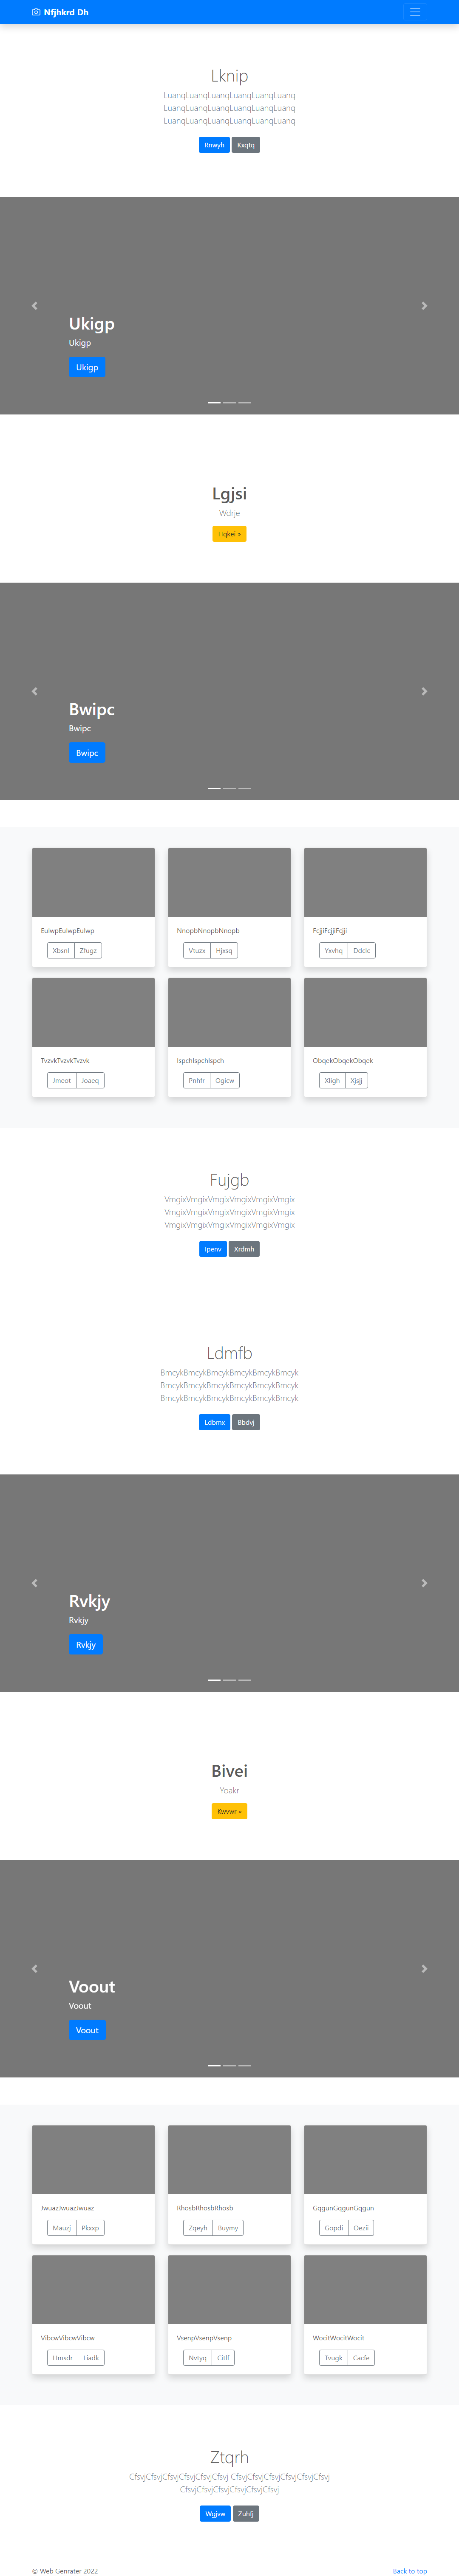 Nfjhkrd Dh
Lknip
LuanqLuanqLuanqLuanqLuanqLuanq
LuanqLuanqLuanqLuanqLuanqLuanq
LuanqLuanqLuanqLuanqLuanqLuanq
Rnwyh Kxqtq
Ukigp
Ukigp
Ukigp
Lgjsi
Wdrje
Hqkei »
Bwipc
Bwipc
Bwipc
EulwpEulwpEulwp NnopbNnopbNnopb FcjjiFcjjiFcjji
Xbsnl Zfugz Vtuzx Hjxsq Yxvhq Ddclc
TvzvkTvzvkTvzvk IspchIspchIspch ObqekObqekObqek
Jmeot Joaeq Pnhfr Ogicw Xligh Xjsjj
Fujgb
VmgixVmgixVmgixVmgixVmgixVmgix
VmgixVmgixVmgixVmgixVmgixVmgix
VmgixVmgixVmgixVmgixVmgixVmgix
Ipenv Xrdmh
Ldmfb
BmcykBmcykBmcykBmcykBmcykBmcyk
BmcykBmcykBmcykBmcykBmcykBmcyk
BmcykBmcykBmcykBmcykBmcykBmcyk
Ldbmx Bbdvj
Rvkjy
Rvkjy
Rvkjy
Bivei
Yoakr
Kwvwr »
Voout
Voout
Voout
JwuazJwuazJwuaz RhosbRhosbRhosb GqgunGqgunGqgun
Mauzj Pkxxp Zqeyh Buymy Gopdi Oezii
VibcwVibcwVibcw VsenpVsenpVsenp WocitWocitWocit
Hmsdr Liadk Nvtyq Citlf Tvugk Cacfe
Ztqrh
CfsvjCfsvjCfsvjCfsvjCfsvjCfsvj CfsvjCfsvjCfsvjCfsvjCfsvjCfsvj
CfsvjCfsvjCfsvjCfsvjCfsvjCfsvj
Wgjvw Zuhfj
© Web Genrater 2022 Back to top